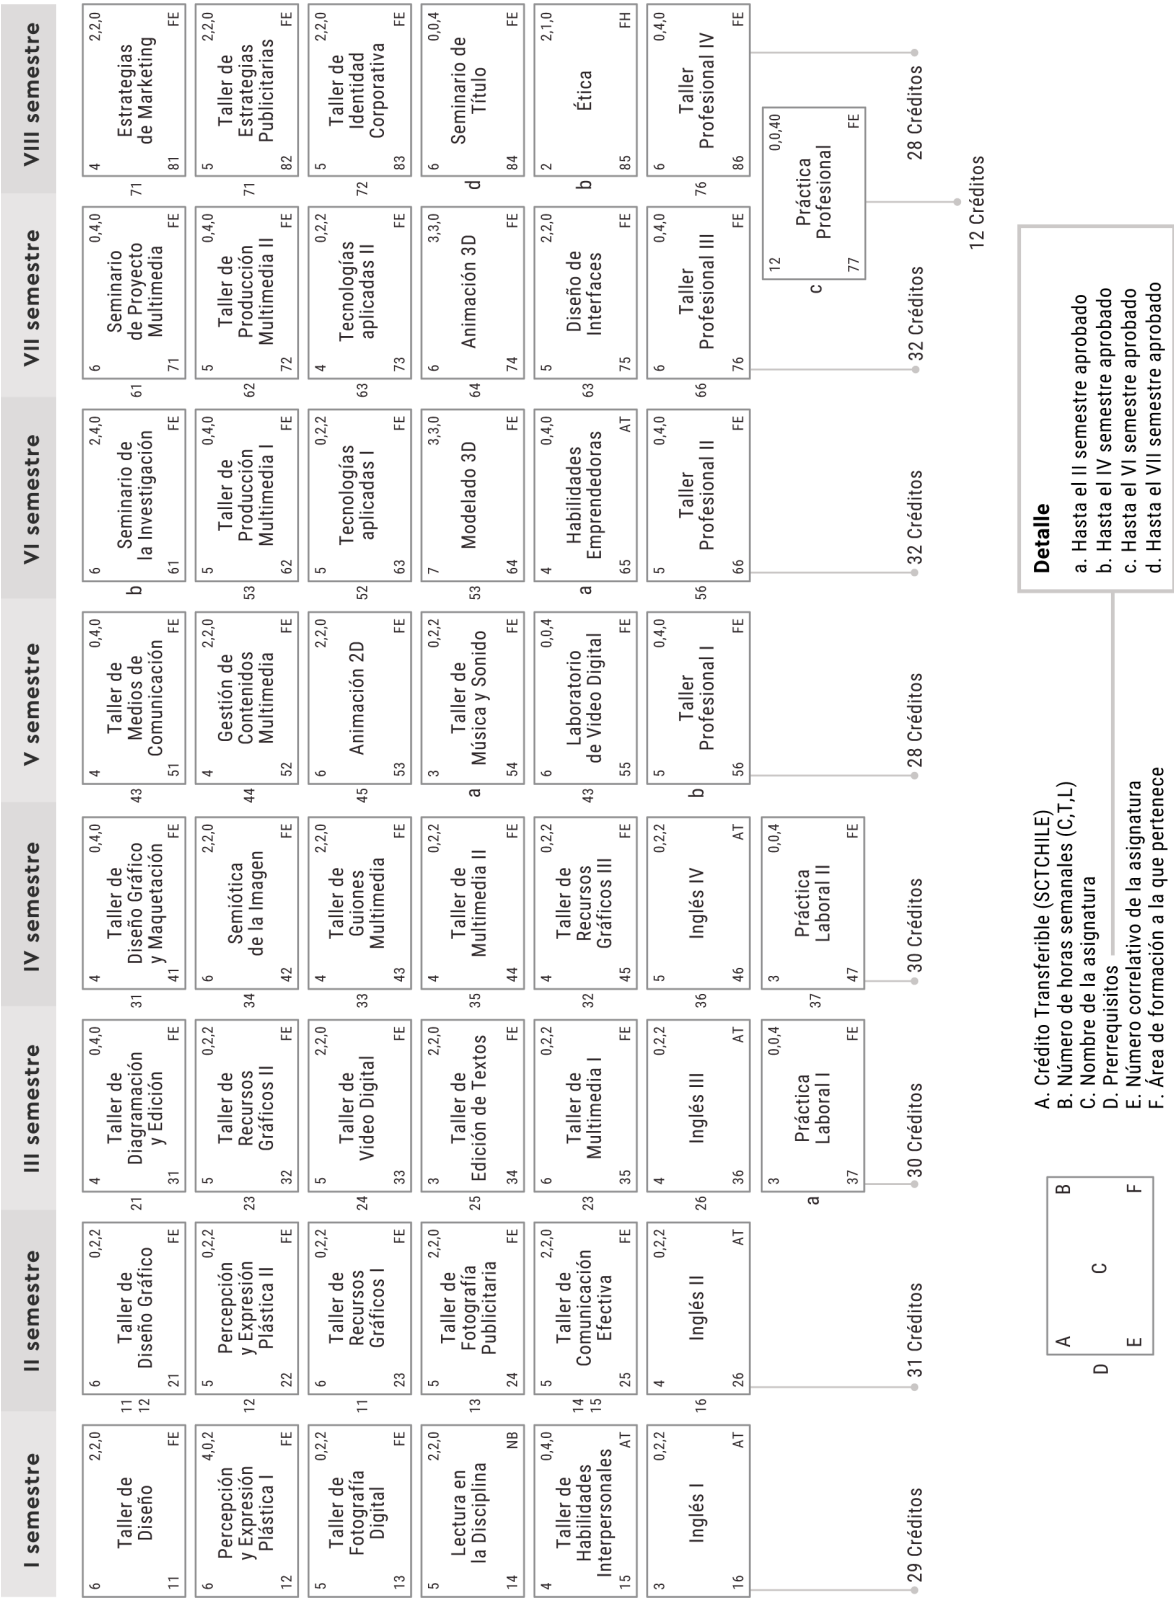 I semestre
II semestre
III semestre
IV semestre
V semestre
VI semestre
VII semestre
VIII semestre
6
2,2,0
Taller de
Diseño
11
FE
6
4,0,2
Percepción
y Expresión
Plástica I
12
FE
5
0,2,2
Taller de
Fotografía
Digital
13
FE
5
2,2,0
Lectura en
la Disciplina
14
NB
4
0,4,0
Taller de
Habilidades
Interpersonales
15
AT
3
0,2,2
Inglés I
16
AT
29 Créditos
11
12
6
0,2,2
Taller de
Diseño Gráfico
21
FE
12
5
0,2,2
Percepción
y Expresión
Plástica II
22
FE
11
6
0,2,2
Taller de
Recursos
Gráficos I
23
FE
13
5
2,2,0
Taller de
Fotografía
Publicitaria
24
FE
14
15
5
2,2,0
Taller de
Comunicación
Efectiva
25
FE
16
4
0,2,2
Inglés II
26
AT
31 Créditos
21
4
0,4,0
Taller de
Diagramación
y Edición
31
FE
23
5
0,2,2
Taller de
Recursos
Gráficos II
32
FE
24
5
2,2,0
Taller de
Video Digital
33
FE
25
3
2,2,0
Taller de
Edición de Textos
34
FE
23
6
0,2,2
Taller de
Multimedia I
35
FE
26
4
0,2,2
Inglés III
36
AT
a
3
0,0,4
Práctica
Laboral I
37
FE
30 Créditos
31
4
0,4,0
Taller de
Diseño Gráfico
y Maquetación
41
FE
34
6
2,2,0
Semiótica
de la Imagen
42
FE
33
4
2,2,0
Taller de
Guiones
Multimedia
43
FE
35
4
0,2,2
Taller de
Multimedia II
44
FE
32
4
0,2,2
Taller de
Recursos
Gráficos III
45
FE
36
5
0,2,2
Inglés IV
46
AT
37
3
0,0,4
Práctica
Laboral II
47
FE
30 Créditos
43
4
0,4,0
Taller de
Medios de
Comunicación
51
FE
44
4
2,2,0
Gestión de
Contenidos
Multimedia
52
FE
45
6
2,2,0
Animación 2D
53
FE
a
3
0,2,2
Taller de
Música y Sonido
54
FE
43
6
0,0,4
Laboratorio
de Video Digital
55
FE
b
5
0,4,0
Taller
Profesional I
56
FE
28 Créditos
b
6
2,4,0
Seminario de
la Investigación
61
FE
53
5
0,4,0
Taller de
Producción
Multimedia I
62
FE
52
5
0,2,2
Tecnologías
aplicadas I
63
FE
53
7
3,3,0
Modelado 3D
64
FE
a
4
0,4,0
Habilidades
Emprendedoras
65
AT
56
5
0,4,0
Taller
Profesional II
66
FE
32 Créditos
61
6
0,4,0
Seminario
de Proyecto
Multimedia
71
FE
62
5
0,4,0
Taller de
Producción
Multimedia II
72
FE
63
4
0,2,2
Tecnologías
aplicadas II
73
FE
64
6
3,3,0
Animación 3D
74
FE
63
5
2,2,0
Diseño de
Interfaces
75
FE
66
6
0,4,0
Taller
Profesional III
76
FE
32 Créditos
c
12
0,0,40
Práctica
Profesional
77
FE
12 Créditos
71
4
2,2,0
Estrategias
de Marketing
81
FE
71
5
2,2,0
Taller de
Estrategias
Publicitarias
82
FE
72
5
2,2,0
Taller de
Identidad
Corporativa
83
FE
d
6
0,0,4
Seminario de
Título
84
FE
b
2
2,1,0
Ética
85
FH
76
6
0,4,0
Taller
Profesional IV
86
FE
28 Créditos
A
B
C
D
E
F
A. Crédito Transferible (SCTCHILE)
B. Número de horas semanales (C,T,L)
C. Nombre de la asignatura
D. Prerrequisitos
E. Número correlativo de la asignatura
F. Área de formación a la que pertenece
Detalle
a. Hasta el II semestre aprobado
b. Hasta el IV semestre aprobado
c. Hasta el VI semestre aprobado
d. Hasta el VII semestre aprobado